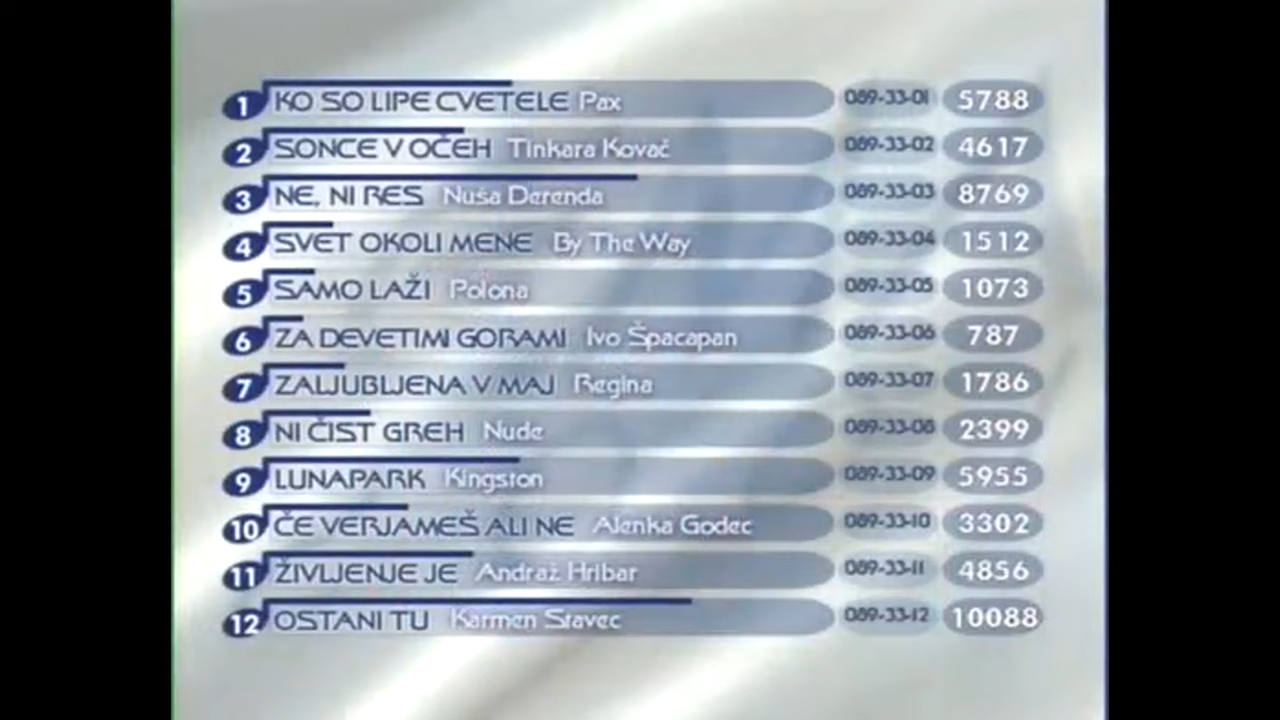 1 KO SO LIPE CVETELE Pax 089-33-01 5788
2 SONCE V OČEH Tinkara Kovač 089-33-02 4617
3 NE, NI RES Nuša Derenda 089-33-03 8769
4 SVET OKOLI MENE By The Way 089-33-04 1512
5 SAMO LAŽI Polona 089-33-05 1073
6 ZA DEVETIMI GORAMI Ivo Špacapan 089-33-06 787
7 ZALJUBLJENA V MAJ Regina 089-33-07 1786
8 NI ČIST GREH Nude 089-33-08 2399
9 LUNAPARK Kingston 089-33-09 5955
10 ČE VERJAMEŠ ALI NE Alenka Godec 089-33-10 3302
11 ŽIVLJENJE JE Andraž Hribar 089-33-11 4856
12 OSTANI TU Karmen Stavec 089-33-12 10088